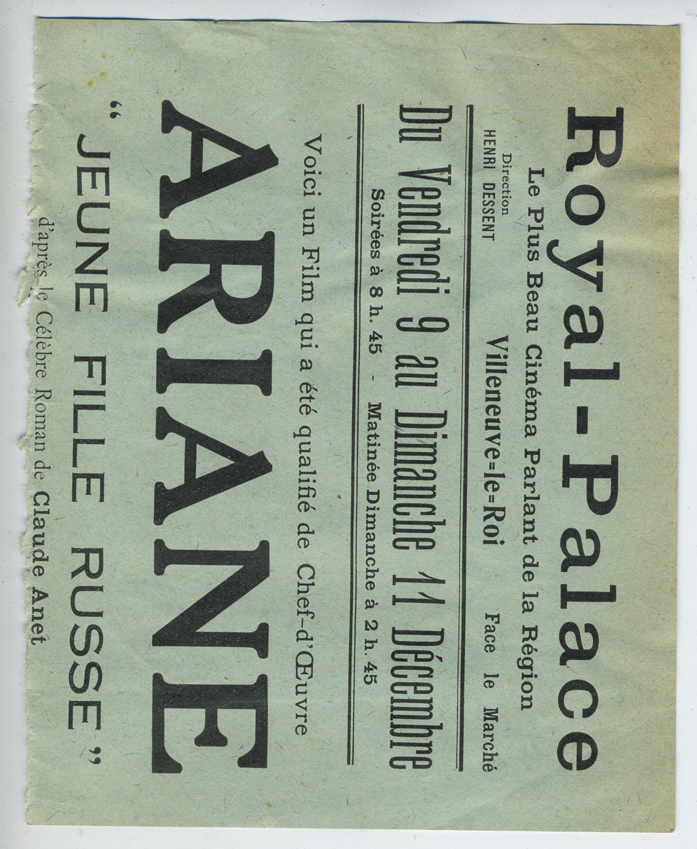 Royal-Palace
Le Plus Beau Cinéma Parlant de la Région
Direction
HENRI DESSENT Villeneuve=le=Roi Face le Marché
Du Vendredi 9 au Dimanche 11 Décembre
Soirées à 8 h. 45 - Matinée Dimanche à 2 h. 45
Voici un Film qui a été qualifié de Chef-d'Œuvre
ARIANE
“ JEUNE FILLE RUSSE ”
d'après le Célèbre Roman de Claude Anet